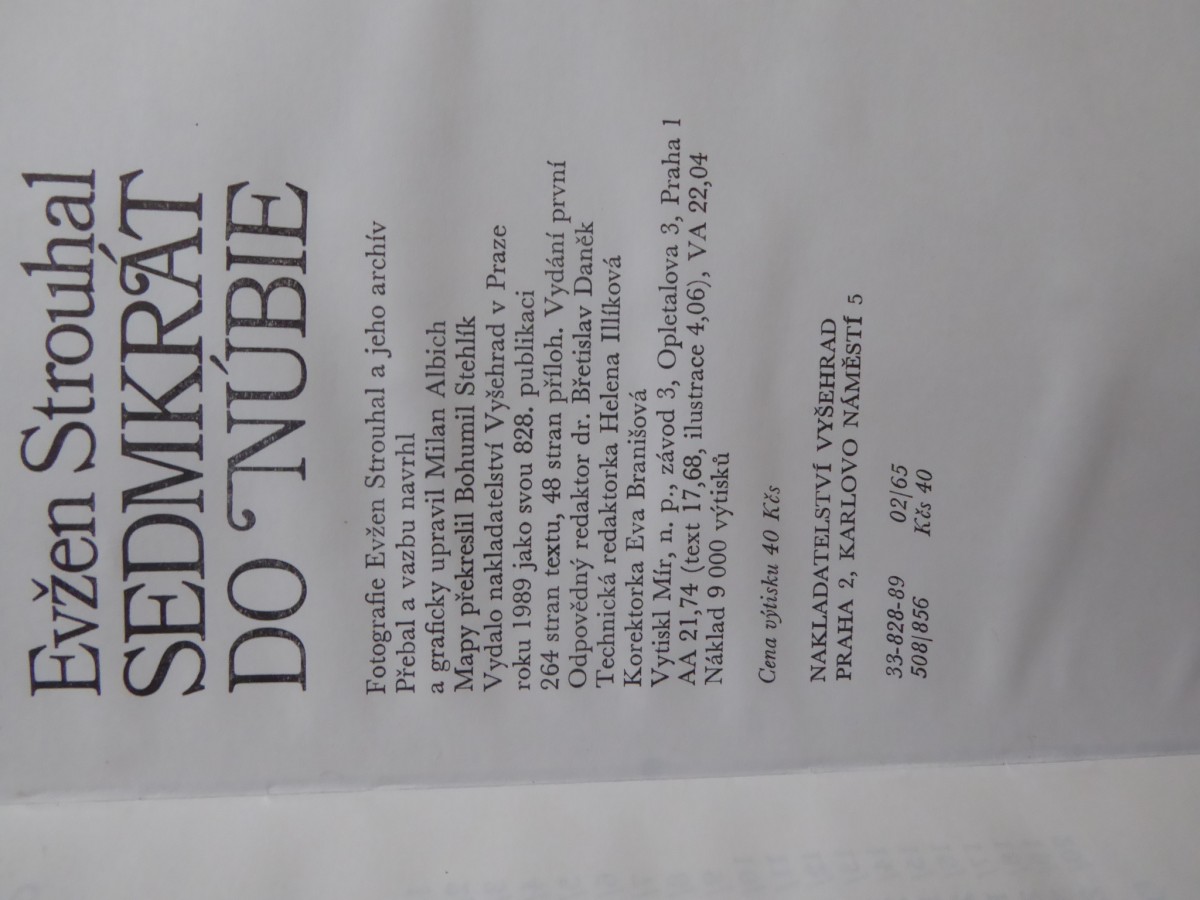 Evžen Strouhal
SEDMKRÁT
DO NÚBIE
Fotografie Evžen Strouhal a jeho archív
Přebal a vazbu navrhl
a graficky upravil Milan Albich
Mapy překreslil Bohumil Stehlík
Vydalo nakladatelství Vyšehrad v Praze
roku 1989 jako svou 828. publikaci
264 stran textu, 48 stran příloh. Vydání první
Odpovědný redaktor dr. Břetislav Daněk
Technická redaktorka Helena Illíková
Korektorka Eva Branišová
Vytiskl Mír, n. p., závod 3, Opletalova 3, Praha 1
AA 21,74 (text 17,68, ilustrace 4,06), VA 22,04
Náklad 9 000 výtisků
Cena výtisku 40 Kčs
NAKLADATELSTVÍ VYŠEHRAD
PRAHA 2, KARLOVO NÁMĚSTÍ 5
33-828-89 02/65
508/856 Kčs 40